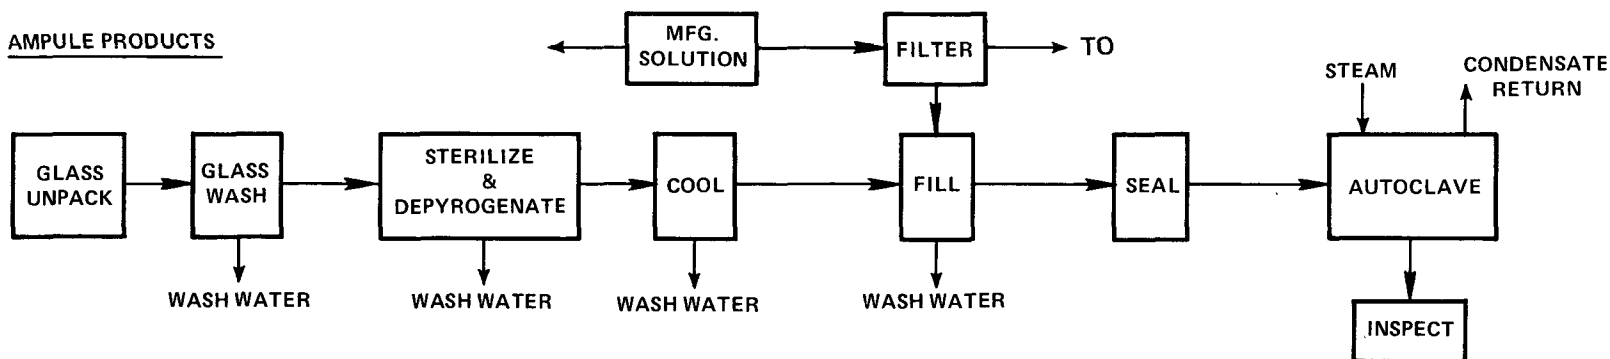 AMPULE PRODUCTS
MFG.
SOLUTION
FILTER
TO
STEAM
CONDENSATE
RETURN
GLASS
UNPACK
GLASS
WASH
STERILIZE
&
DEPYROGENATE
COOL
FILL
SEAL
AUTOCLAVE
WASH WATER
WASH WATER
WASH WATER
WASH WATER
INSPECT